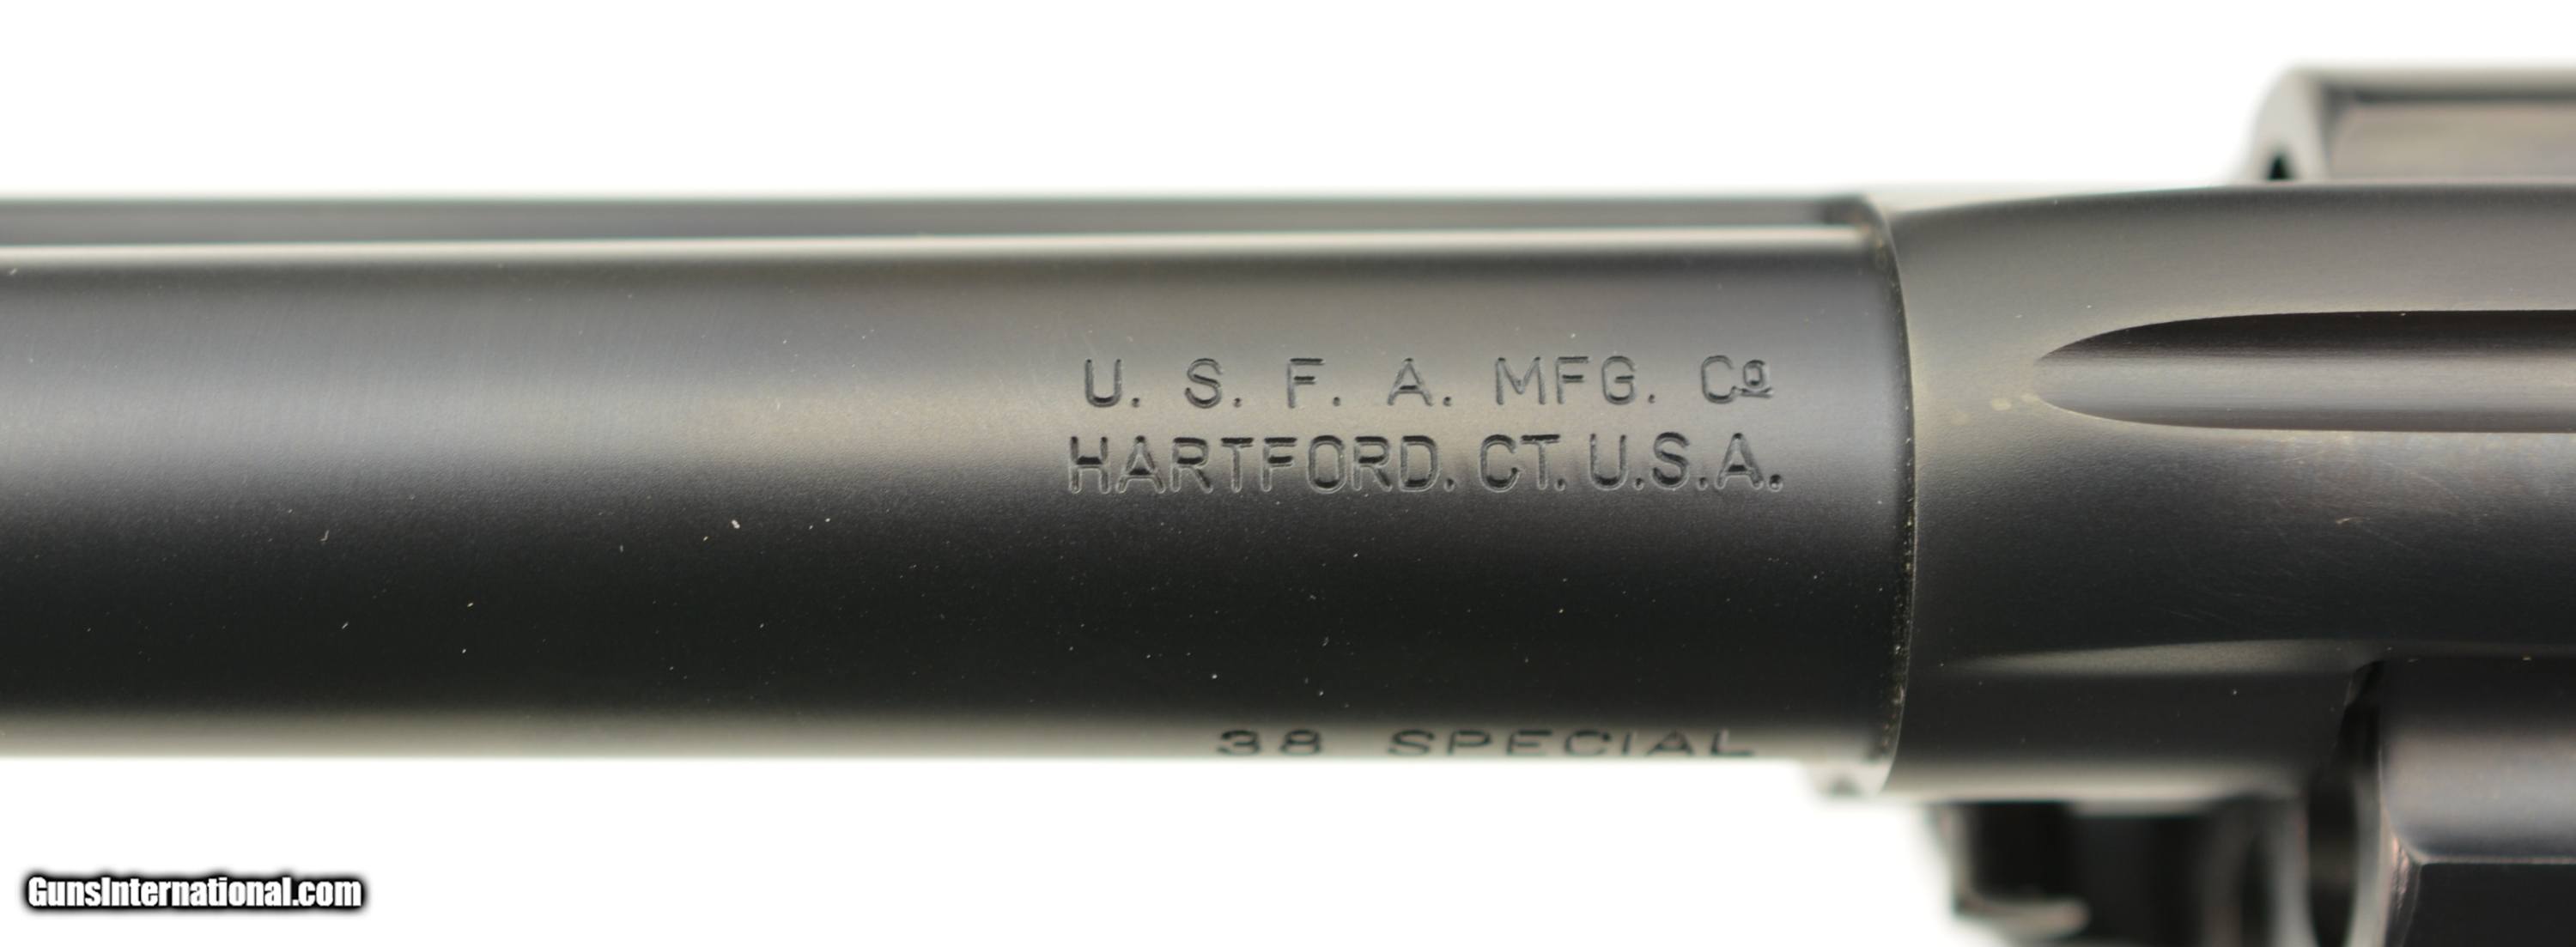 U. S. F. A. MFG. Co
HARTFORD. CT. U.S.A.
38 SPECIAL
GunsInternational.com